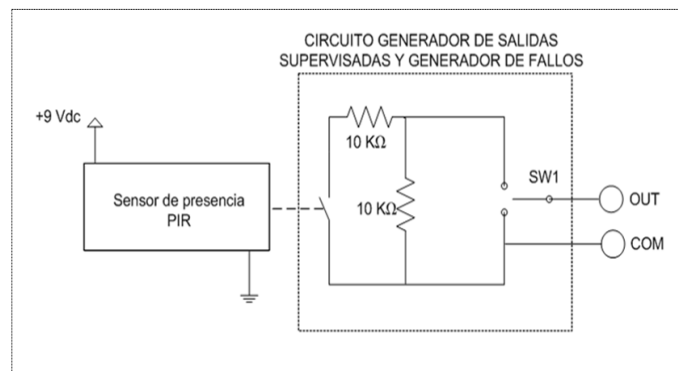 CIRCUITO GENERADOR DE SALIDAS
SUPERVISADAS Y GENERADOR DE FALLOS
+9 Vdc
10 KΩ
Sensor de presencia
PIR
10 KΩ
SW1
OUT
COM